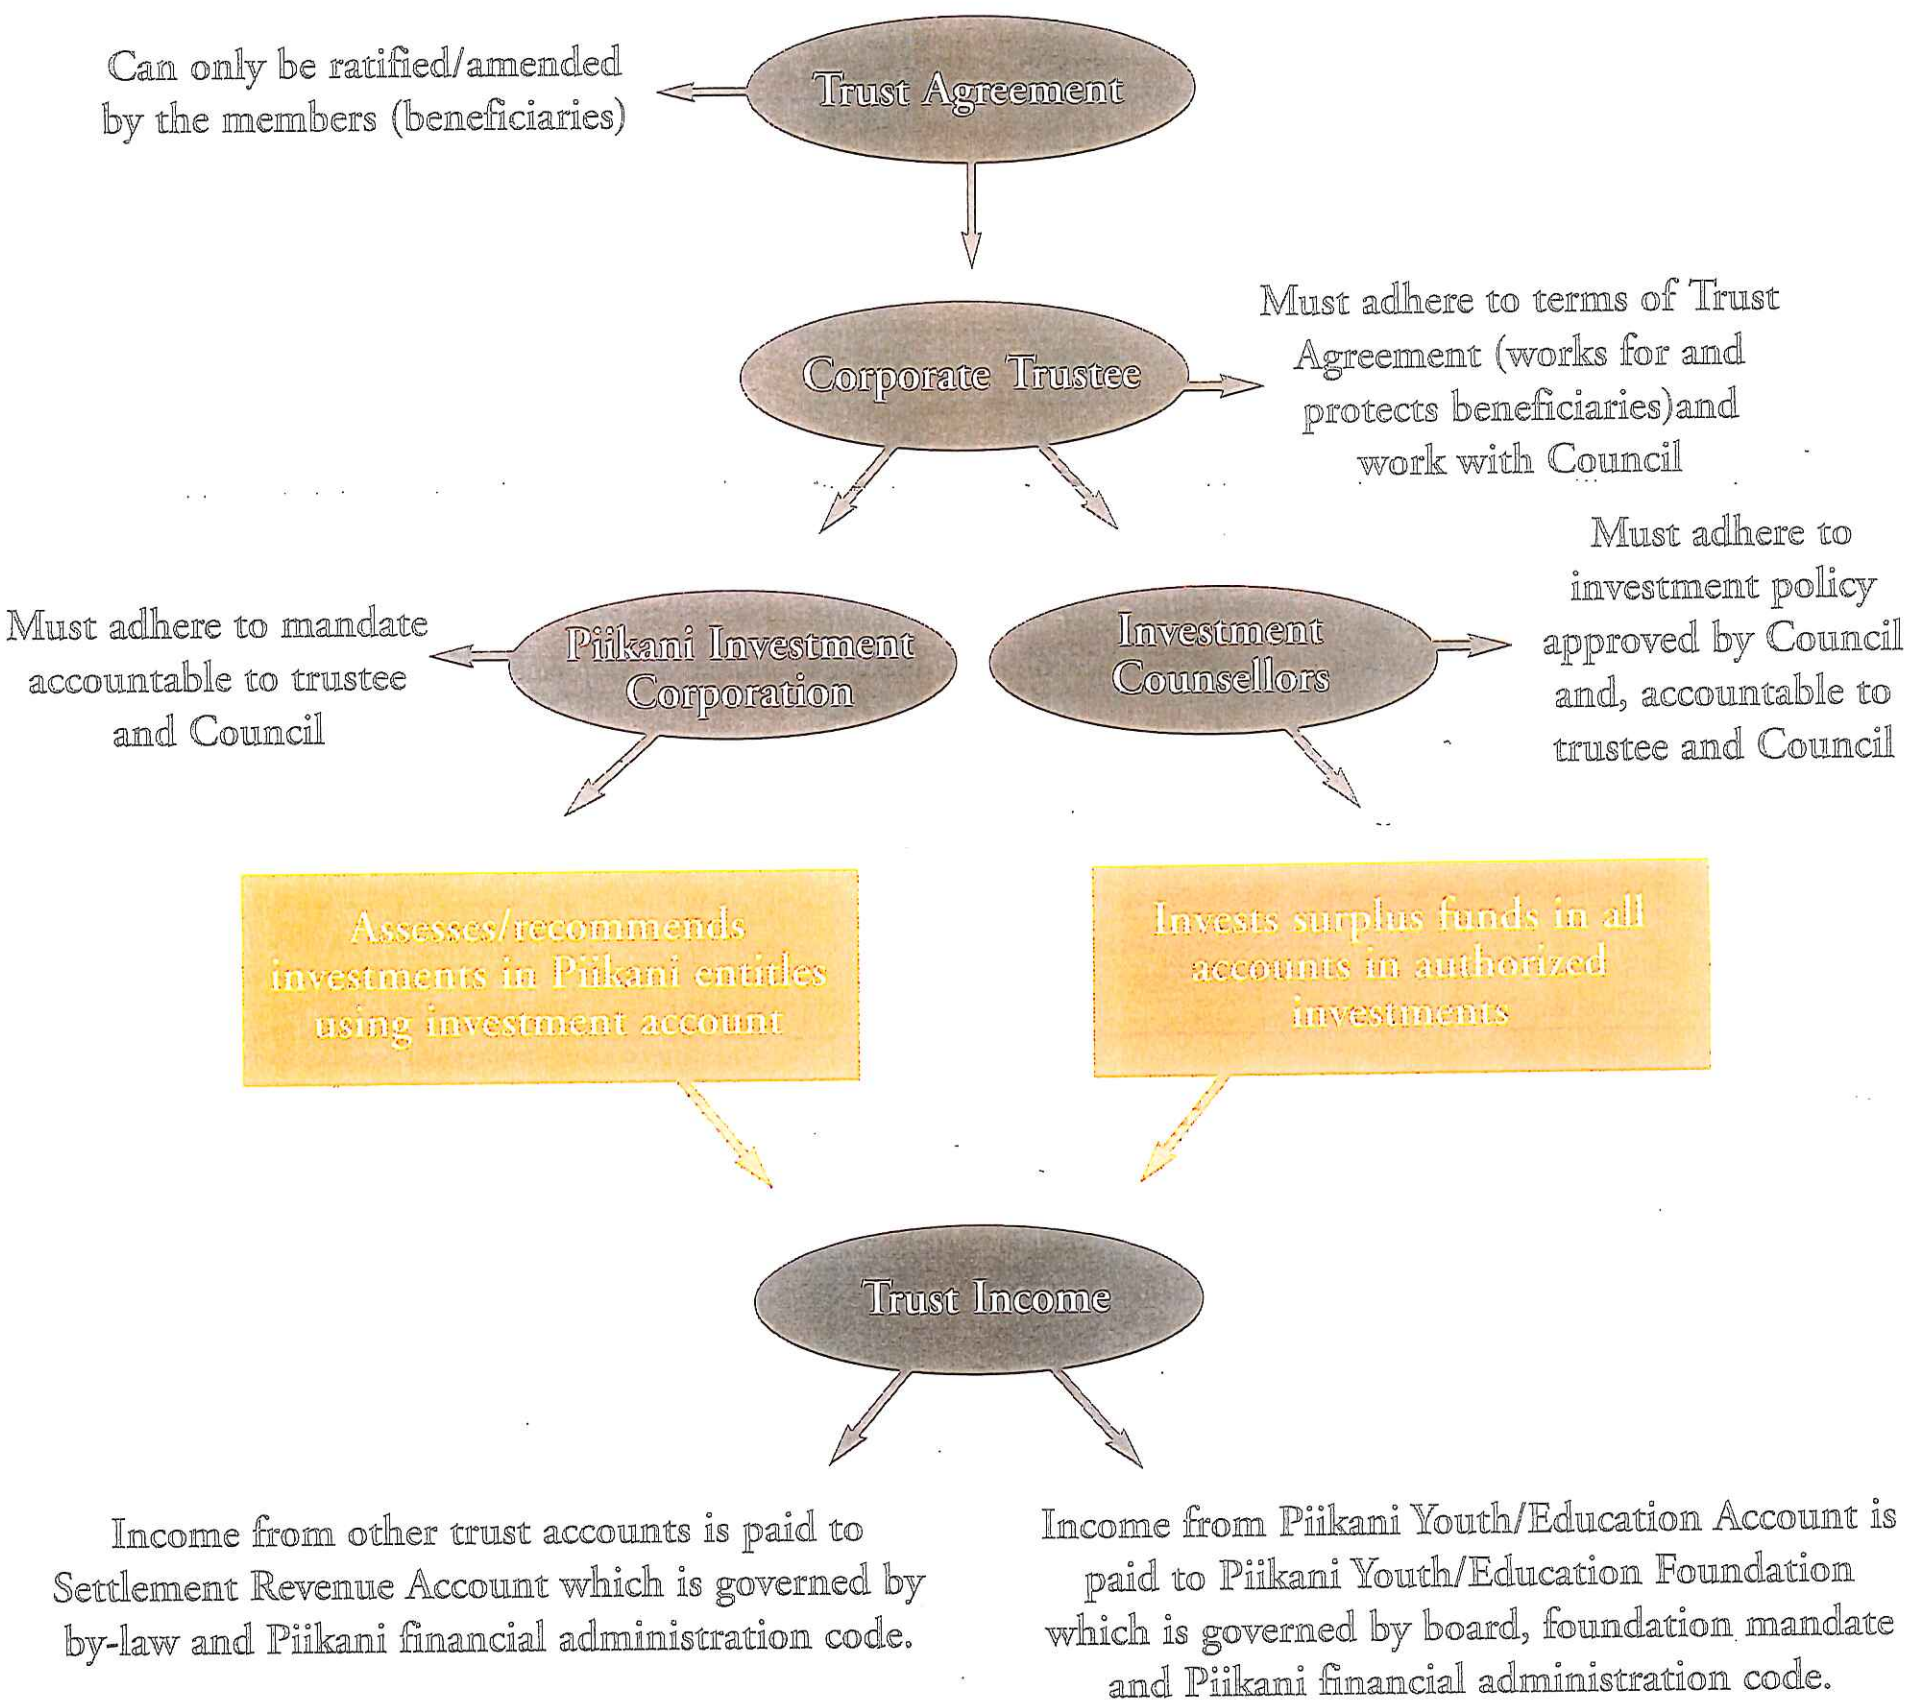 Can only be ratified/amended
by the members (beneficiaries)
Trust Agreement
Corporate Trustee
Must adhere to terms of Trust
Agreement (works for and
protects beneficiaries)and
work with Council
Must adhere to mandate
accountable to trustee
and Council
Piikani Investment
Corporation
Investment
Counsellors
Must adhere to
investment policy
approved by Council
and, accountable to
trustee and Council
Assesses/recommends
investments in Piikani entitles
using investment account
Invests surplus funds in all
accounts in authorized
investments
Trust Income
Income from other trust accounts is paid to
Settlement Revenue Account which is governed by
by-law and Piikani financial administration code.
Income from Piikani Youth/Education Account is
paid to Piikani Youth/Education Foundation
which is governed by board, foundation mandate
and Piikani financial administration code.